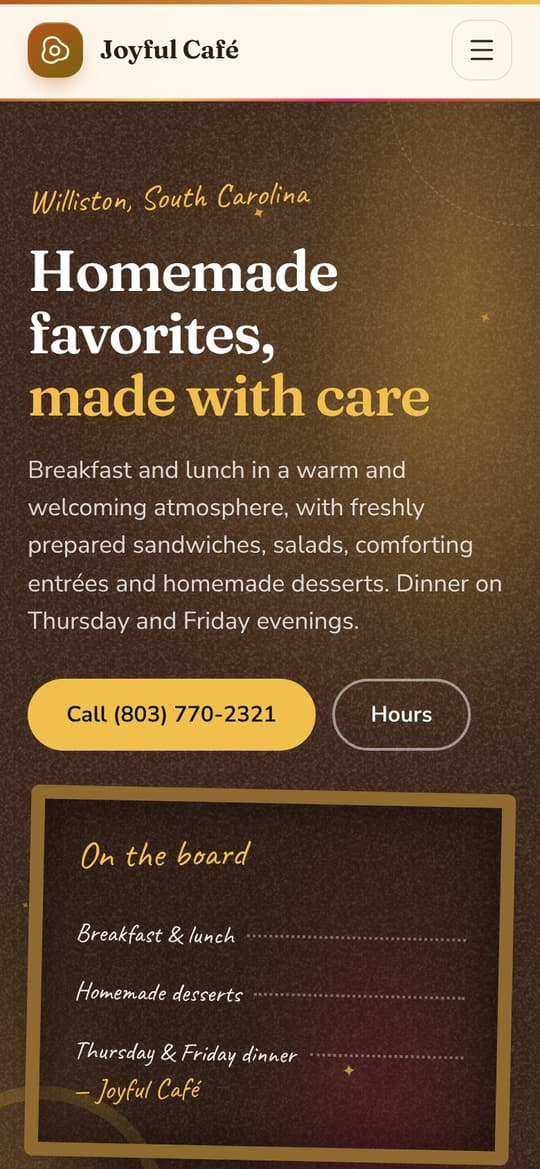 Joyful Café
Williston, South Carolina
Homemade
favorites,
made with care
Breakfast and lunch in a warm and
welcoming atmosphere, with freshly
prepared sandwiches, salads, comforting
entrées and homemade desserts. Dinner on
Thursday and Friday evenings.
Call (803) 770-2321
Hours
On the board
Breakfast & lunch
Homemade desserts
Thursday & Friday dinner
— Joyful Café